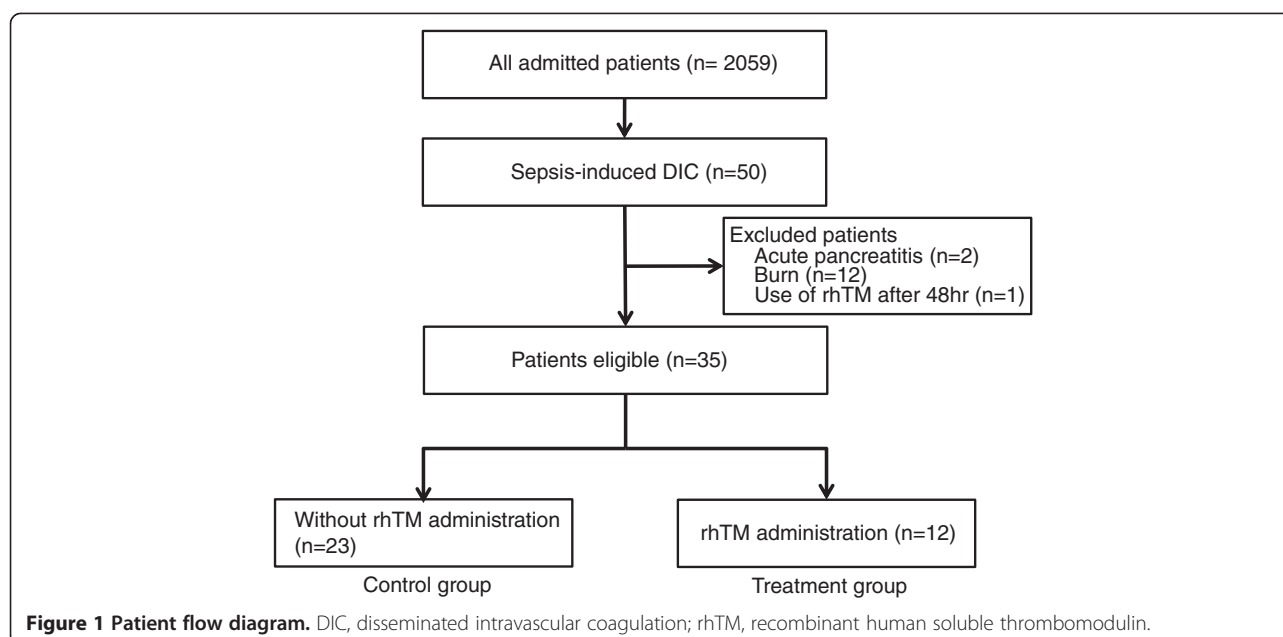 All admitted patients (n= 2059)
Sepsis-induced DIC (n=50)
Excluded patients
Acute pancreatitis (n=2)
Burn (n=12)
Use of rhTM after 48hr (n=1)
Patients eligible (n=35)
Without rhTM administration
(n=23)
rhTM administration (n=12)
Control group
Treatment group
Figure 1 Patient flow diagram. DIC, disseminated intravascular coagulation; rhTM, recombinant human soluble thrombomodulin.